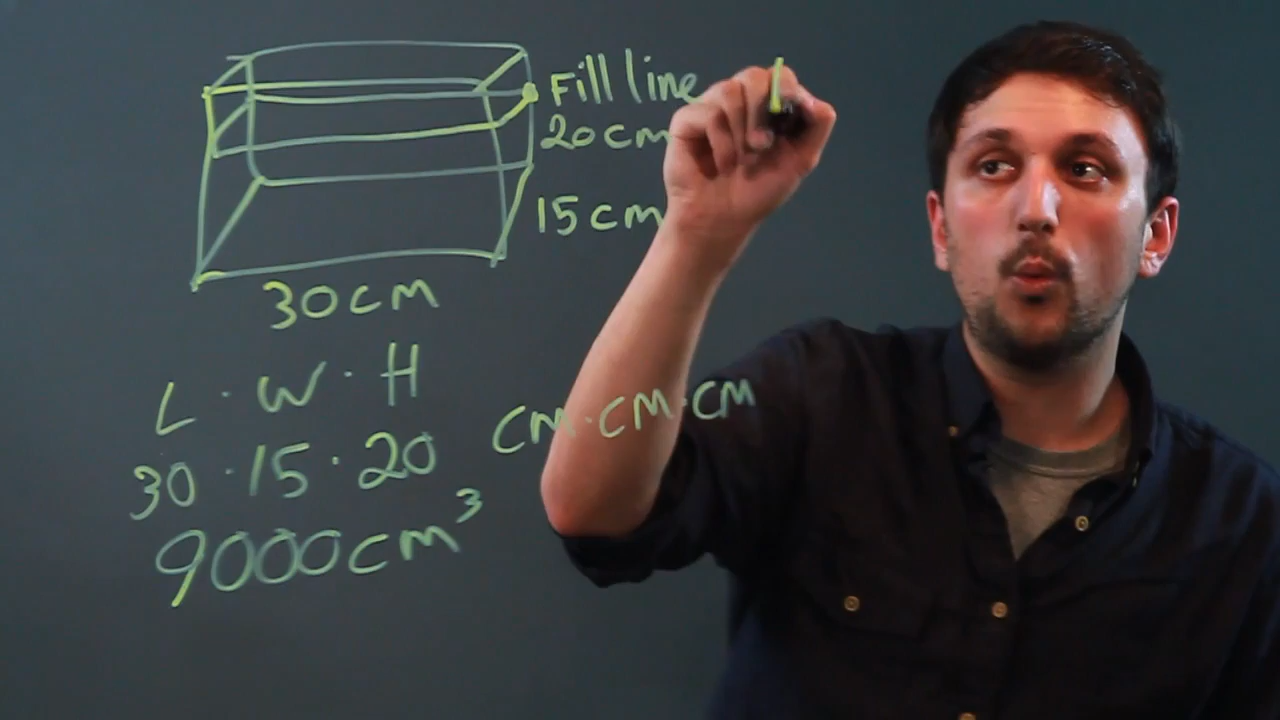 Fill line
20cm
15cm
30cm
L · W · H
30 · 15 · 20
cm · cm · cm
9000cm³